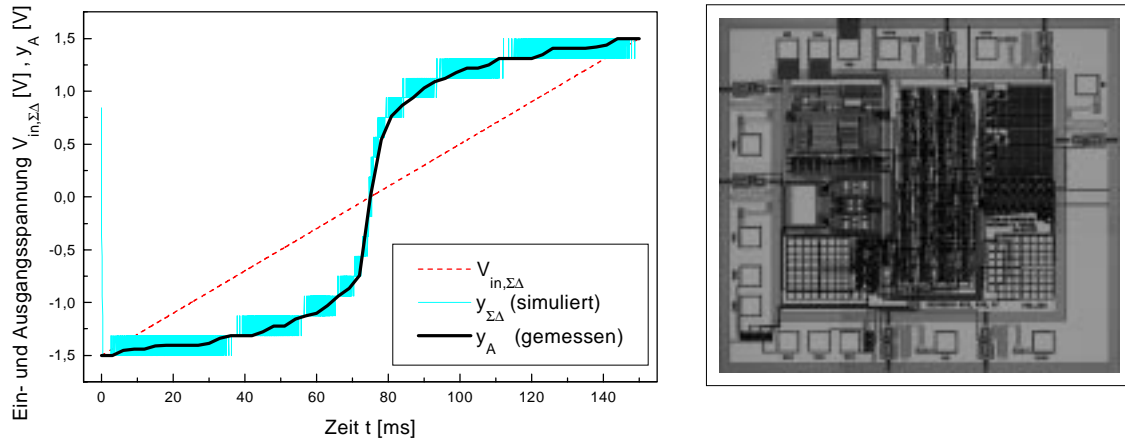 Ein- und Ausgangsspannung V_in,ΣΔ [V] , y_A [V]
1,5
1,0
0,5
0,0
-0,5
-1,0
-1,5
V_in,ΣΔ
y_ΣΔ (simuliert)
y_A (gemessen)
0 20 40 60 80 100 120 140
Zeit t [ms]